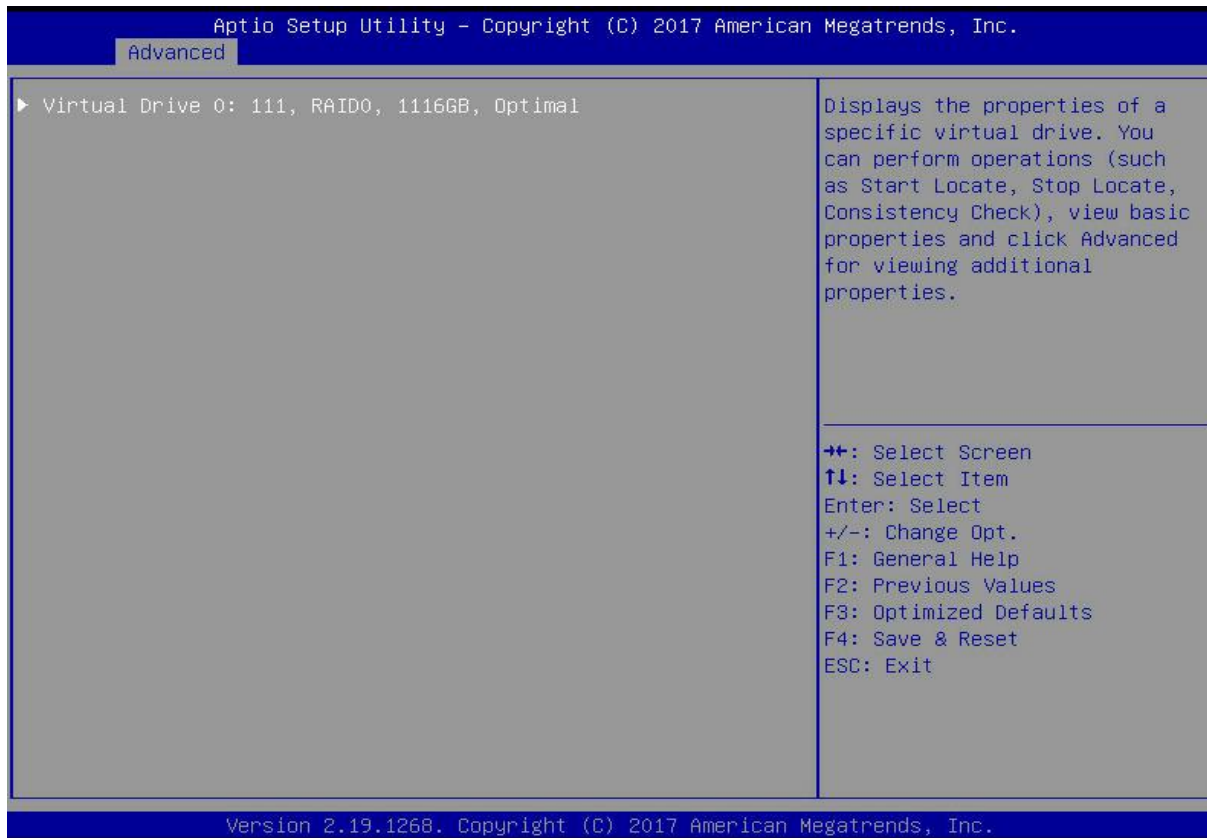 Aptio Setup Utility – Copyright (C) 2017 American Megatrends, Inc.
Advanced
▶ Virtual Drive 0: 111, RAID0, 1116GB, Optimal
Displays the properties of a
specific virtual drive. You
can perform operations (such
as Start Locate, Stop Locate,
Consistency Check), view basic
properties and click Advanced
for viewing additional
properties.
→←: Select Screen
↑↓: Select Item
Enter: Select
+/-: Change Opt.
F1: General Help
F2: Previous Values
F3: Optimized Defaults
F4: Save & Reset
ESC: Exit
Version 2.19.1268. Copyright (C) 2017 American Megatrends, Inc.